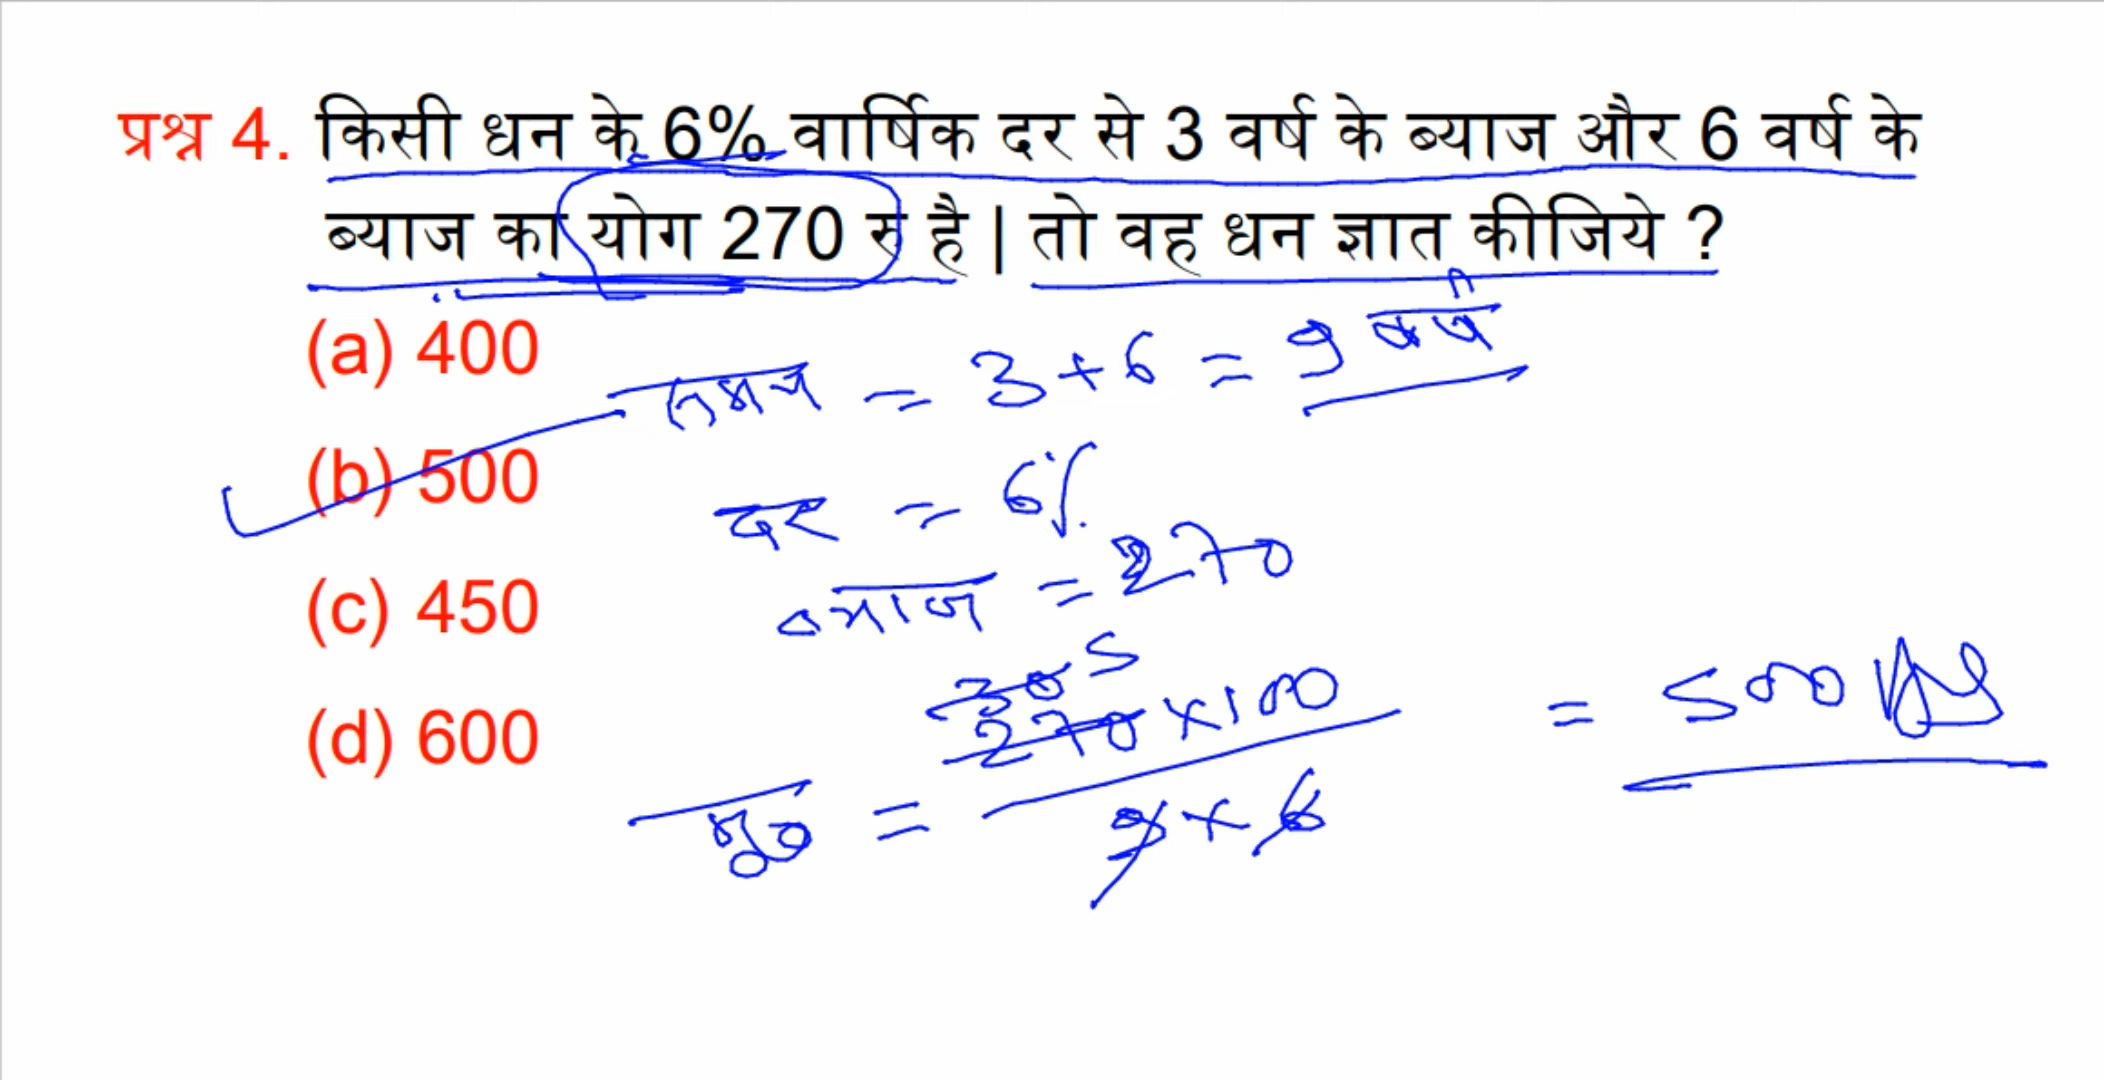 प्रश्न 4. किसी धन के 6% वार्षिक दर से 3 वर्ष के ब्याज और 6 वर्ष के
ब्याज का योग 270 रु है | तो वह धन ज्ञात कीजिये ?
(a) 400
समय = 3+6 = 9 वर्ष
(b) 500
दर = 6%
(c) 450
ब्याज = 270
30 5
270 × 100 = 500
(d) 600
मू० =
9 × 6